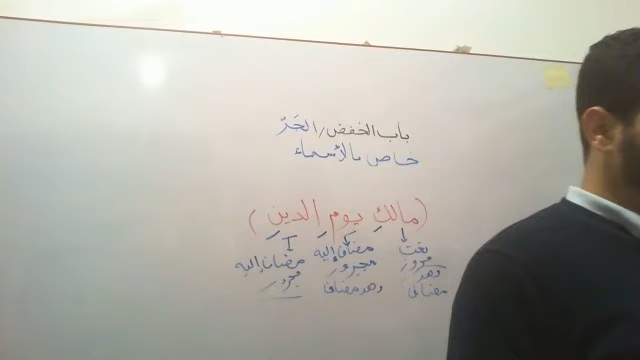 باب الخفض / الجَرّ
خاص بالأسماء
(مالكِ يومِ الدينِ)
نعت مضاف إليه مضاف إليه
مجرور مجرور مجرور
وهو وهو مضاف
مضاف